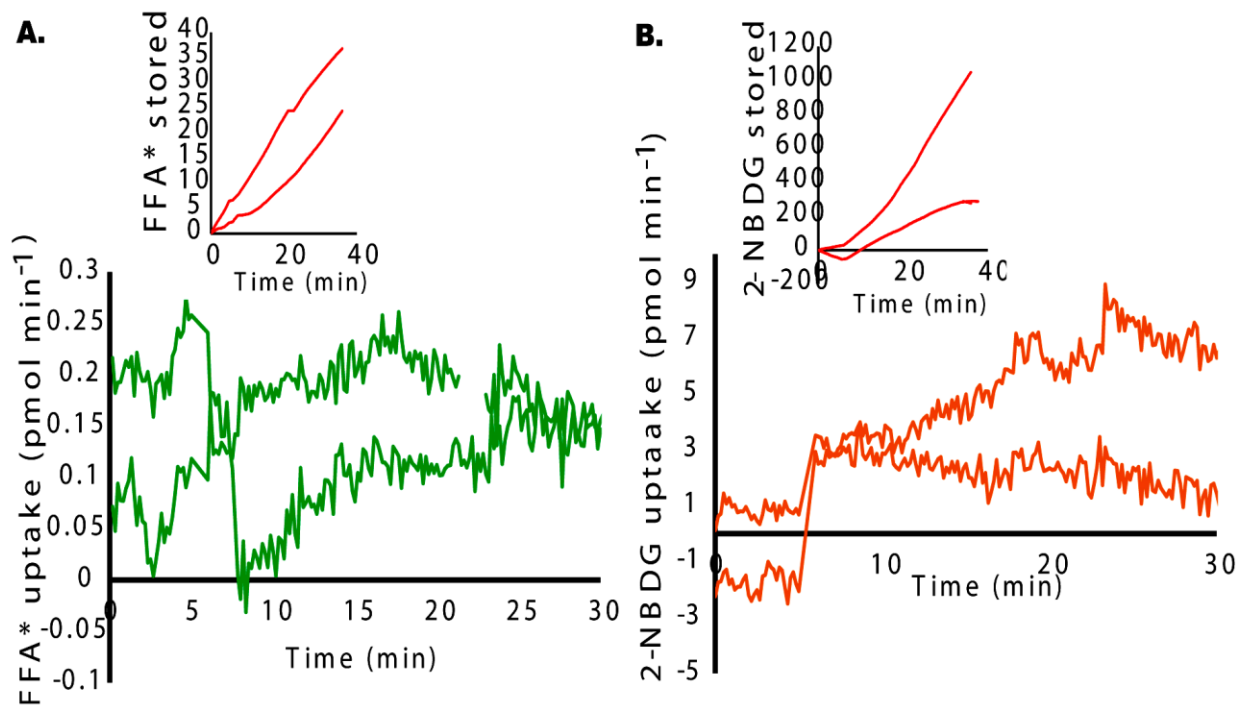 A.
FFA* stored
40
35
30
25
20
15
10
5
0
0 20 40
Time (min)
FFA* uptake (pmol min⁻¹)
0.3
0.25
0.2
0.15
0.1
0.05
0
-0.05
-0.1
0 5 10 15 20 25 30
Time (min)
B.
2-NBDG stored
1200
1000
800
600
400
200
0
-200
0 20 40
Time (min)
2-NBDG uptake (pmol min⁻¹)
9
7
5
3
1
-1
-3
-5
0 10 20 30
Time (min)